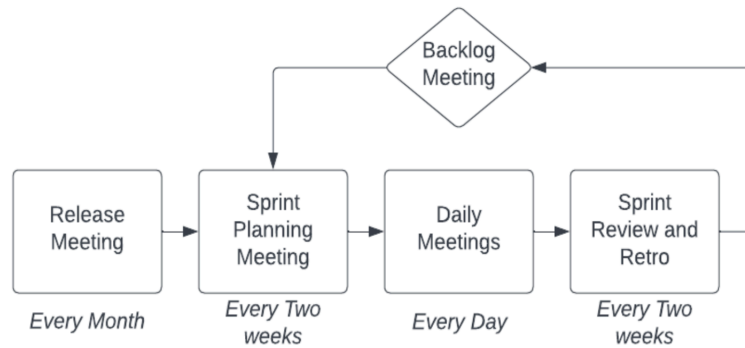 Backlog
Meeting
Release
Meeting
Sprint
Planning
Meeting
Daily
Meetings
Sprint
Review and
Retro
Every Month
Every Two
weeks
Every Day
Every Two
weeks